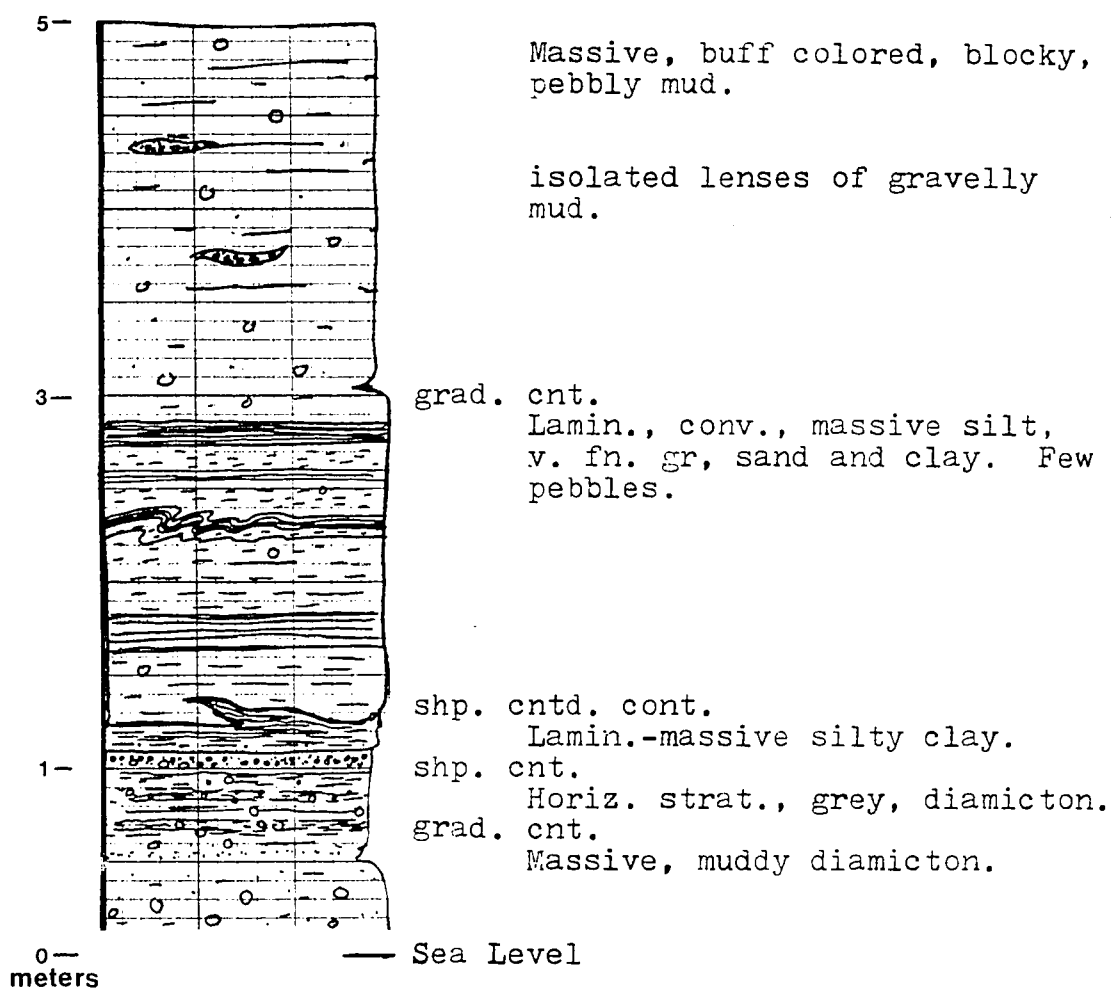 5
Massive, buff colored, blocky,
pebbly mud.
isolated lenses of gravelly
mud.
3
grad. cnt.
Lamin., conv., massive silt,
v. fn. gr, sand and clay. Few
pebbles.
shp. cntd. cont.
Lamin.-massive silty clay.
1
shp. cnt.
Horiz. strat., grey, diamicton.
grad. cnt.
Massive, muddy diamicton.
0
Sea Level
meters